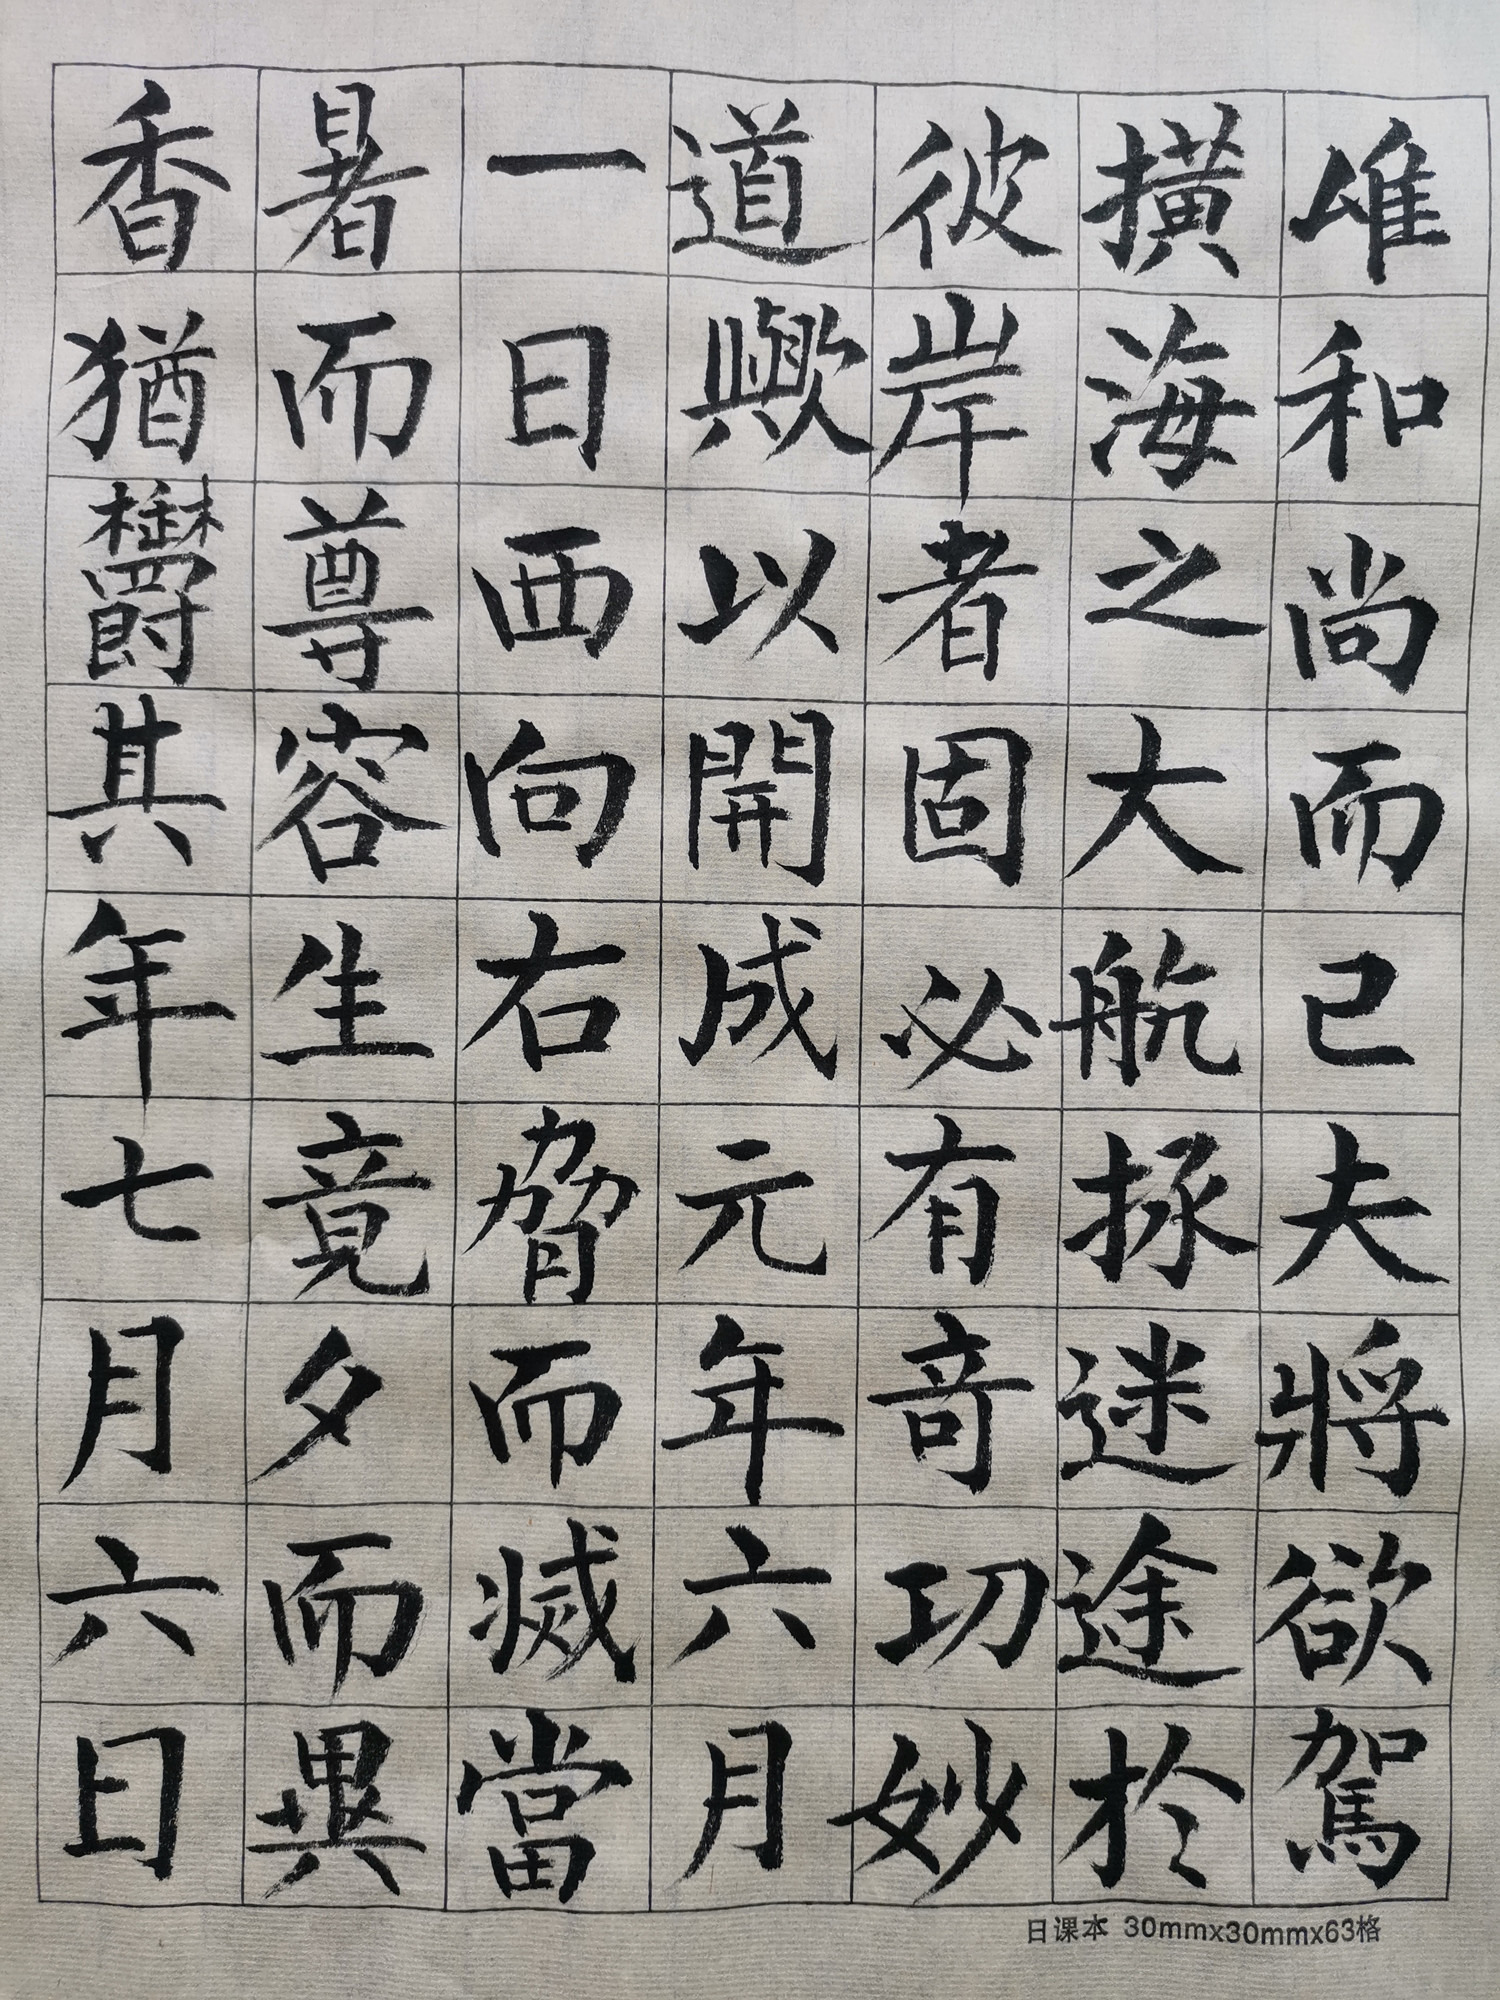 唯和尚而已夫將欲駕
撗海之大航拯迷途於
彼岸者固必有奇功妙
道歟以開成元年六月
一日西向右脅而滅當
暑而尊容生竟夕而異
香猶欝其年七月六日
日课本 30mmx30mmx63格